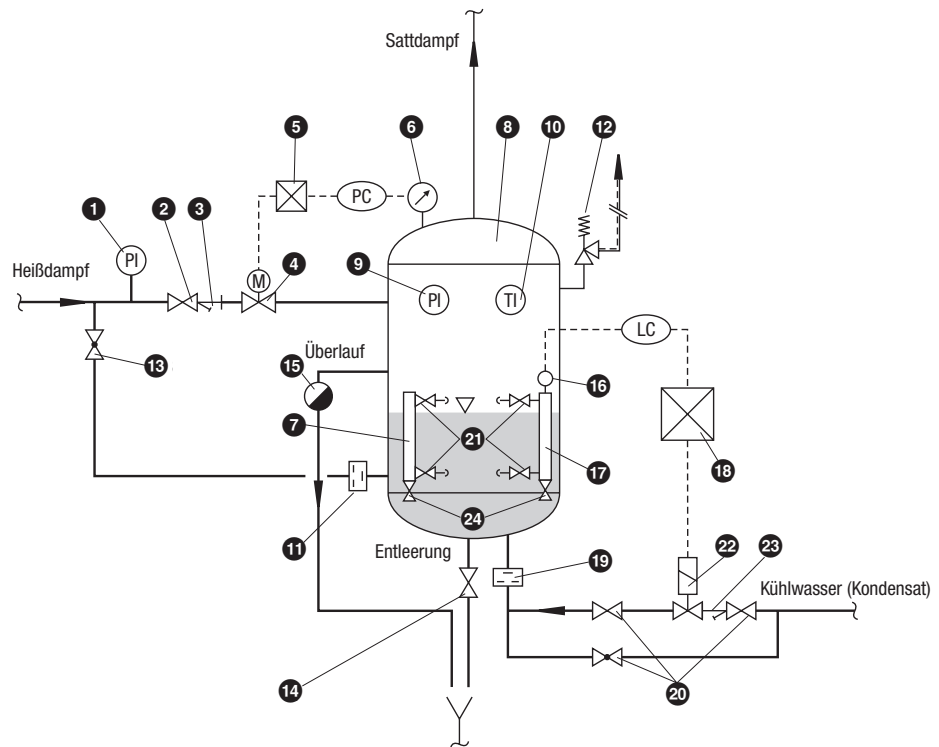 Sattdampf
5
6
8
10
12
PC
1
2
3
PI
M
4
9
Heißdampf
PI
TI
LC
13
Überlauf
15
16
7
21
17
18
24
11
Entleerung
19
22
23
Kühlwasser (Kondensat)
14
20